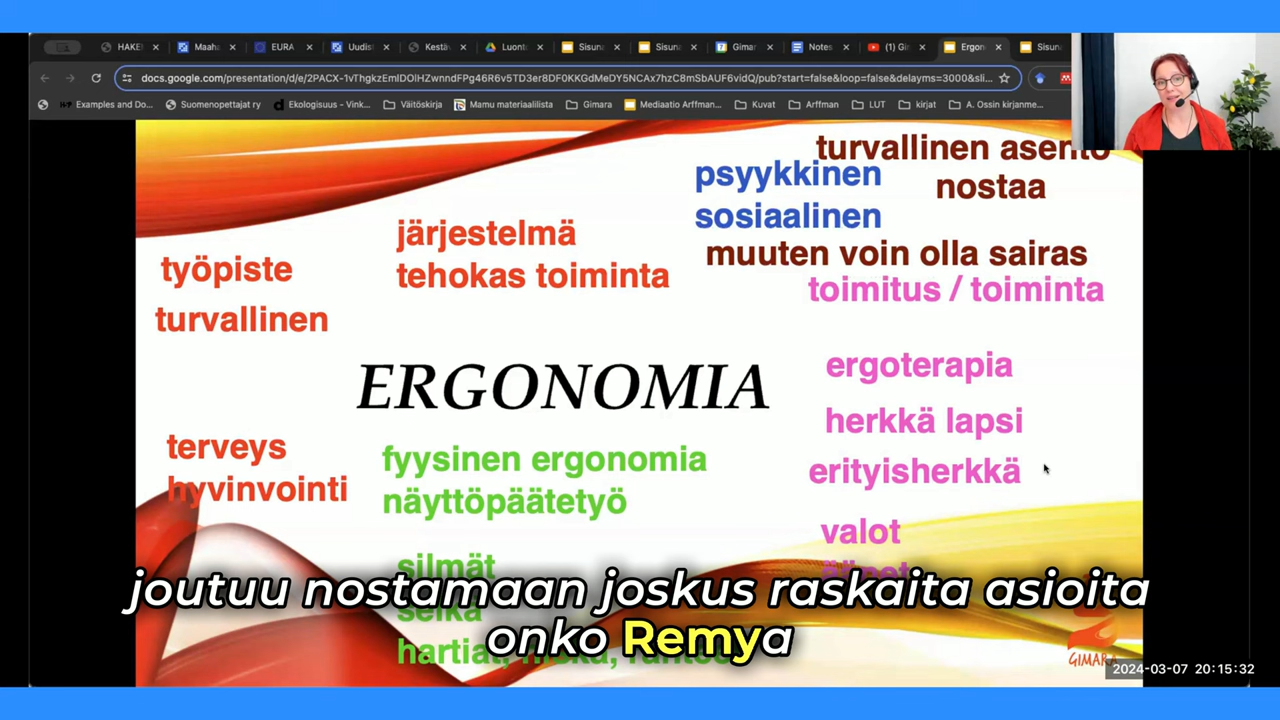 HAKE
Maah
EURA
Uudis
Kestäv
Luont
Sisuna
Sisuna
Gimar
Notes
(1) Gi
Ergon
Sisun
docs.google.com/presentation/d/e/2PACX-1vThgkzEmIDOlHZwnndFPg46R6v5TD3er8DF0KKGdMeDY5NCAx7hzC8mSbAUF6vidQ/pub?start=false&loop=false&delayms=3000&sli...
Examples and Do...
Suomenopettajat ry
Ekologisuus - Vink...
Väitöskirja
Mamu materiaalilista
Gimara
Mediaatio Arffman...
Kuvat
Arffman
LUT
kirjat
A. Ossin kirjanme...
turvallinen asento
nostaa
psyykkinen
sosiaalinen
muuten voin olla sairas
järjestelmä
tehokas toiminta
työpiste
turvallinen
toimitus / toiminta
ERGONOMIA
ergoterapia
herkkä lapsi
erityisherkkä
terveys
hyvinvointi
fyysinen ergonomia
näyttöpäätetyö
valot
silmät
selkä
hartiat, niska,
joutuu nostamaan joskus raskaita asioita
onko Remya
GIMARA
2024-03-07 20:15:32